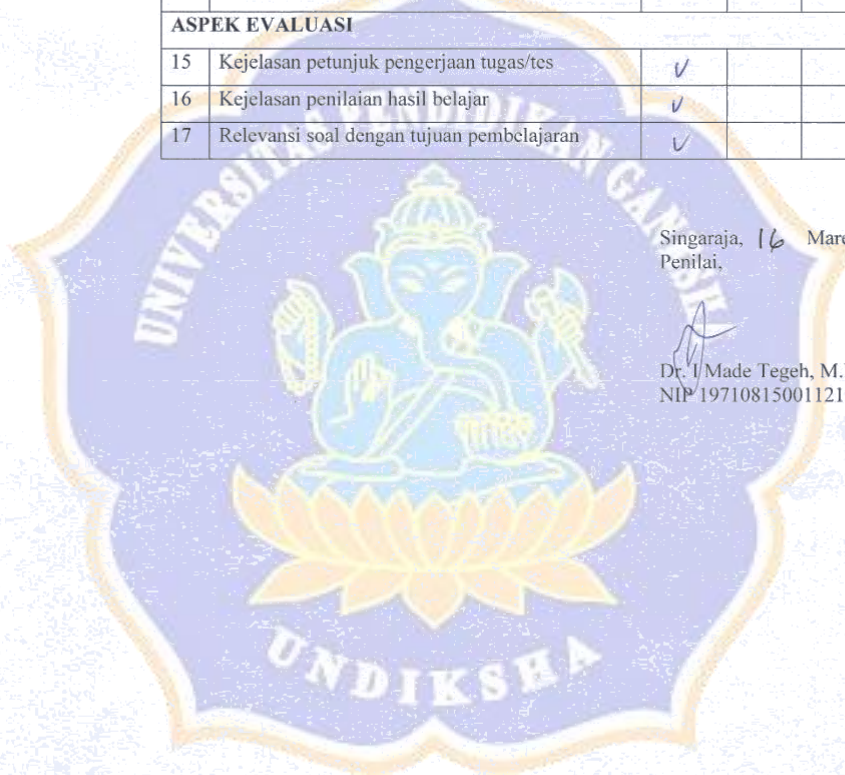 ASPEK EVALUASI
15 Kejelasan petunjuk pengerjaan tugas/tes V
16 Kejelasan penilaian hasil belajar V
17 Relevansi soal dengan tujuan pembelajaran V
UNIVERSITAS PENDIDIKAN GANESHA
Singaraja, 16 Mare
Penilai,
Dr. I Made Tegeh, M.
NIP 19710815001121
UNDIKSHA